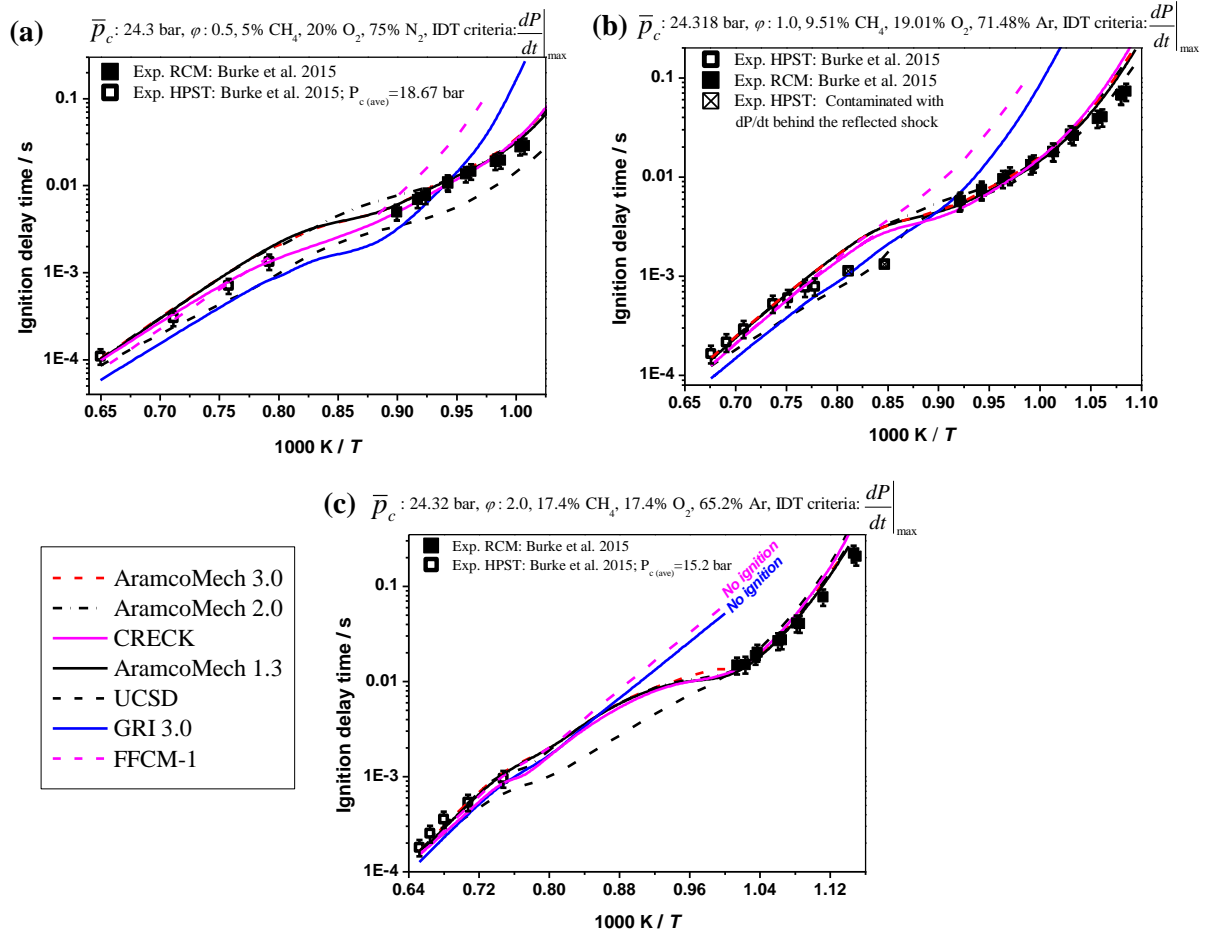 (a) p̅c : 24.3 bar, φ : 0.5, 5% CH₄, 20% O₂, 75% N₂, IDT criteria: dP/dt|max
Exp. RCM: Burke et al. 2015
Exp. HPST: Burke et al. 2015; P c (ave)=18.67 bar
Ignition delay time / s
0.1
0.01
1E-3
1E-4
0.65 0.70 0.75 0.80 0.85 0.90 0.95 1.00
1000 K / T
(b) p̅c : 24.318 bar, φ : 1.0, 9.51% CH₄, 19.01% O₂, 71.48% Ar, IDT criteria: dP/dt|max
Exp. HPST: Burke et al. 2015
Exp. RCM: Burke et al. 2015
Exp. HPST: Contaminated with
dP/dt behind the reflected shock
Ignition delay time / s
0.1
0.01
1E-3
1E-4
0.65 0.70 0.75 0.80 0.85 0.90 0.95 1.00 1.05 1.10
1000 K / T
(c) p̅c : 24.32 bar, φ : 2.0, 17.4% CH₄, 17.4% O₂, 65.2% Ar, IDT criteria: dP/dt|max
Exp. RCM: Burke et al. 2015
Exp. HPST: Burke et al. 2015; P c (ave)=15.2 bar
No ignition
No ignition
Ignition delay time / s
0.1
0.01
1E-3
1E-4
0.64 0.72 0.80 0.88 0.96 1.04 1.12
1000 K / T
AramcoMech 3.0
AramcoMech 2.0
CRECK
AramcoMech 1.3
UCSD
GRI 3.0
FFCM-1